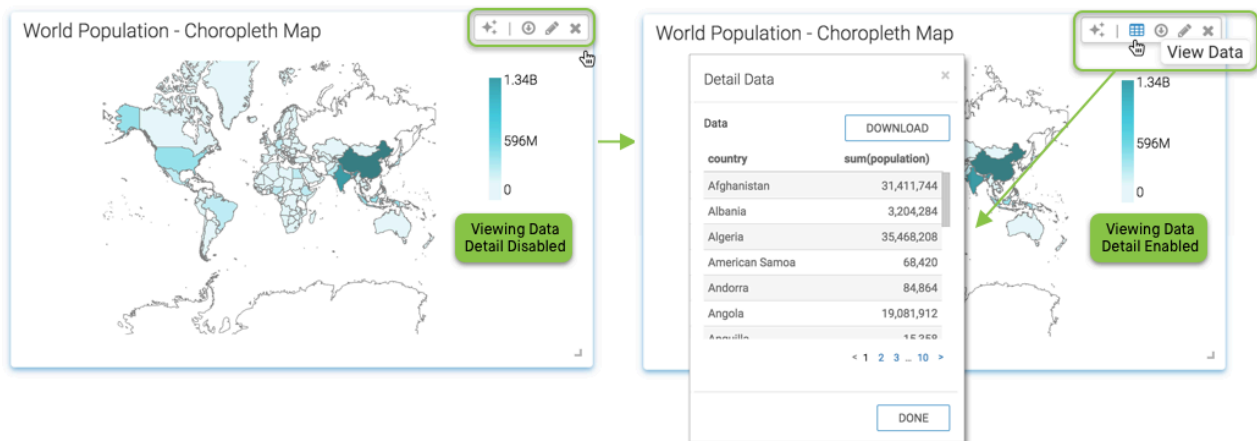 World Population - Choropleth Map
1.34B
596M
0
Viewing Data
Detail Disabled
World Population - Choropleth Map
View Data
Detail Data
Data
DOWNLOAD
country sum(population)
Afghanistan 31,411,744
Albania 3,204,284
Algeria 35,468,208
American Samoa 68,420
Andorra 84,864
Angola 19,081,912
Anguilla 15,358
< 1 2 3 … 10 >
DONE
1.34B
596M
0
Viewing Data
Detail Enabled